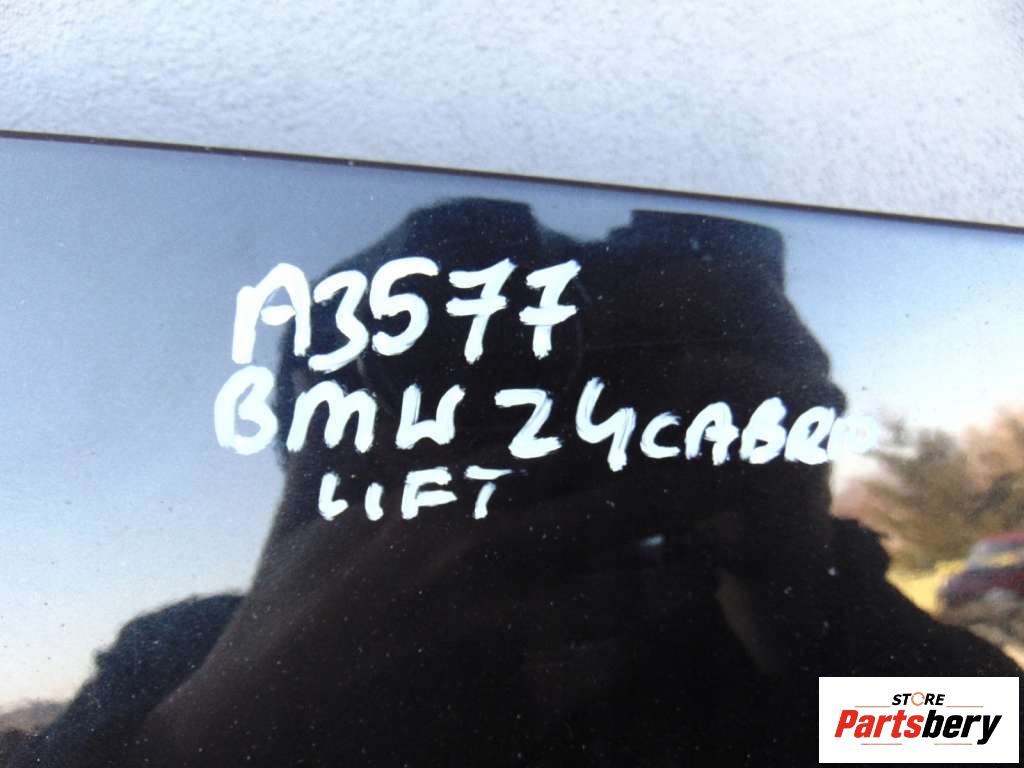 A3577
BMW Z4 CABRIO
LIFT
STORE
Partsbery